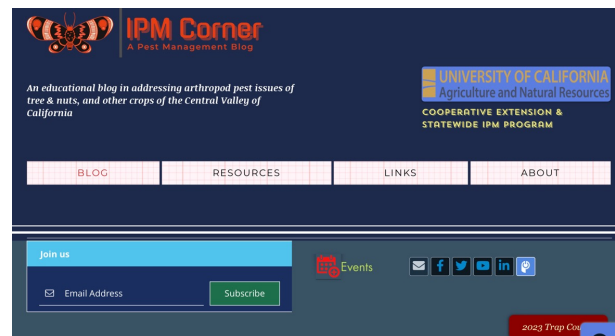 IPM Corner
A Pest Management Blog
An educational blog in addressing arthropod pest issues of
tree & nuts, and other crops of the Central Valley of
California
UNIVERSITY OF CALIFORNIA
Agriculture and Natural Resources
COOPERATIVE EXTENSION &
STATEWIDE IPM PROGRAM
BLOG
RESOURCES
LINKS
ABOUT
Join us
Email Address
Subscribe
Events
2023 Trap